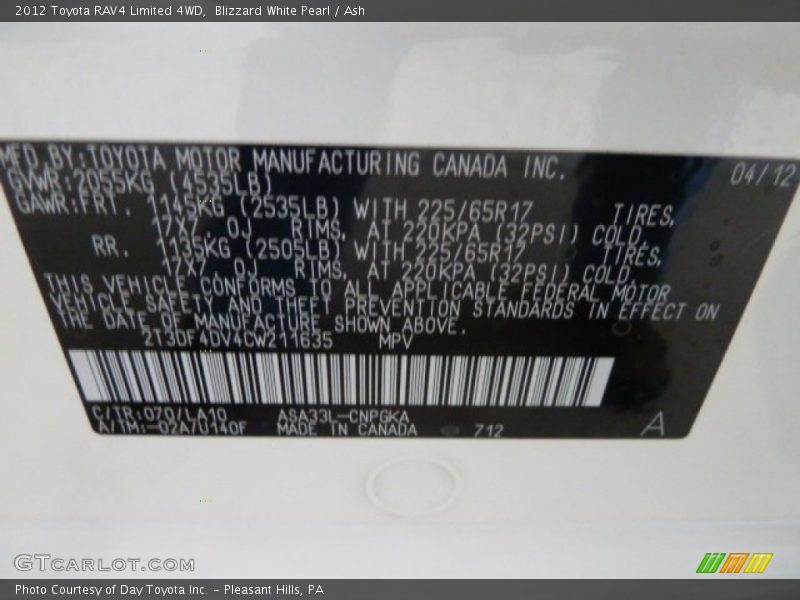 2012 Toyota RAV4 Limited 4WD,  Blizzard White Pearl / Ash
MFD.BY:TOYOTA MOTOR MANUFACTURING CANADA INC. 04/12
GVWR:2055KG (4535LB)
GAWR:FRT. 1145KG (2535LB) WITH 225/65R17 TIRES,
17X7 0J RIMS, AT 220KPA (32PSI) COLD.
RR. 1135KG (2505LB) WITH 225/65R17 TIRES,
17X7 0J RIMS, AT 220KPA (32PSI) COLD.
THIS VEHICLE CONFORMS TO ALL APPLICABLE FEDERAL MOTOR
VEHICLE SAFETY AND THEFT PREVENTION STANDARDS IN EFFECT ON
THE DATE OF MANUFACTURE SHOWN ABOVE.
2T3DF4DV4CW211635 MPV
C/TR:070/LA10 ASA33L-CNPGKA
A/TM:-02A/U140F MADE IN CANADA 712 A
GTCARLOT.COM
Photo Courtesy of Day Toyota Inc. - Pleasant Hills, PA